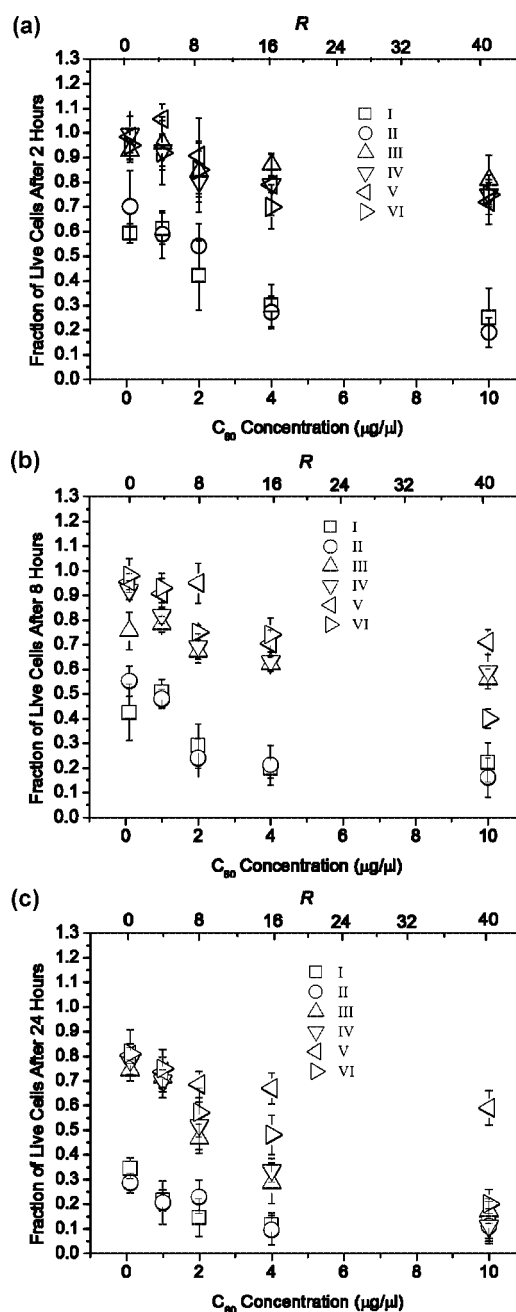 (a)
R
0 8 16 24 32 40
1.3
1.2
1.1
1.0
0.9
0.8
0.7
0.6
0.5
0.4
0.3
0.2
0.1
0.0
Fraction of Live Cells After 2 Hours
I
II
III
IV
V
VI
0 2 4 6 8 10
C60 Concentration (µg/µl)
(b)
R
0 8 16 24 32 40
1.3
1.2
1.1
1.0
0.9
0.8
0.7
0.6
0.5
0.4
0.3
0.2
0.1
0.0
Fraction of Live Cells After 8 Hours
I
II
III
IV
V
VI
0 2 4 6 8 10
C60 Concentration (µg/µl)
(c)
R
0 8 16 24 32 40
1.3
1.2
1.1
1.0
0.9
0.8
0.7
0.6
0.5
0.4
0.3
0.2
0.1
0.0
Fraction of Live Cells After 24 Hours
I
II
III
IV
V
VI
0 2 4 6 8 10
C60 Concentration (µg/µl)